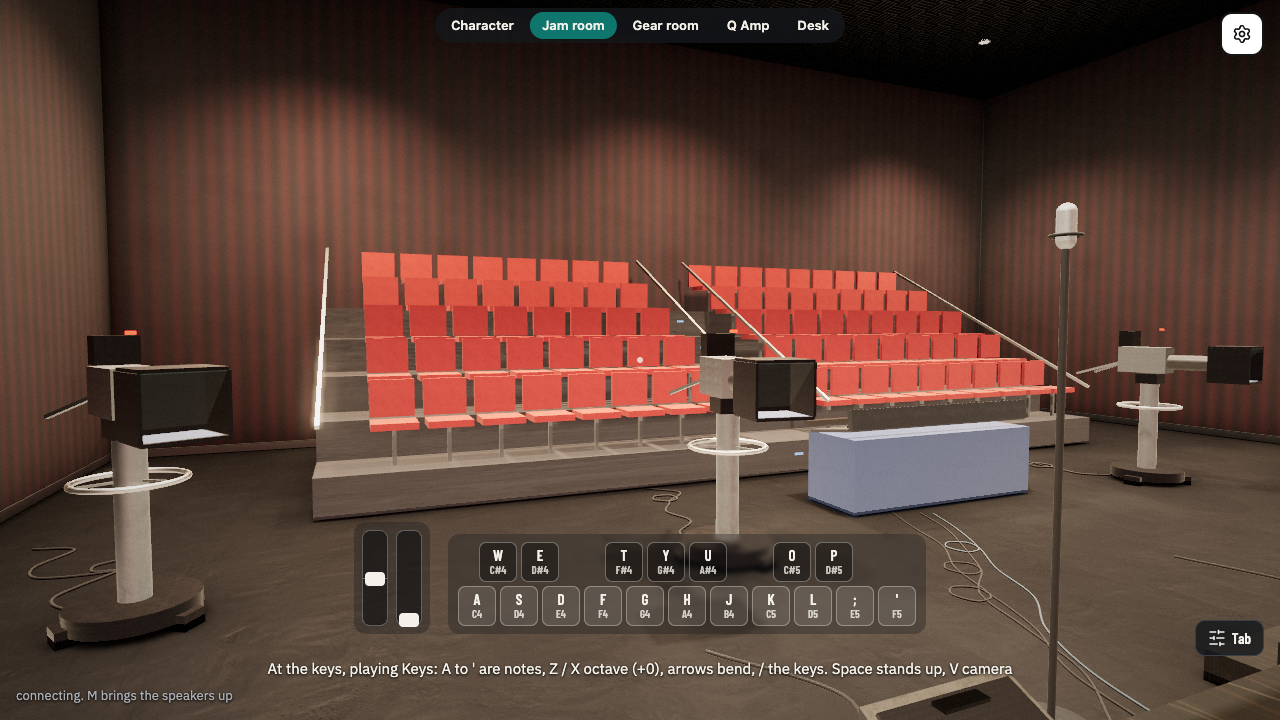 Character Jam room Gear room Q Amp Desk
W E T Y U O P
C#4 D#4 F#4 G#4 A#4 C#5 D#5
A S D F G H J K L ; '
C4 D4 E4 F4 G4 A4 B4 C5 D5 E5 F5
Tab
At the keys, playing Keys: A to ' are notes, Z / X octave (+0), arrows bend, / the keys. Space stands up, V camera
connecting. M brings the speakers up